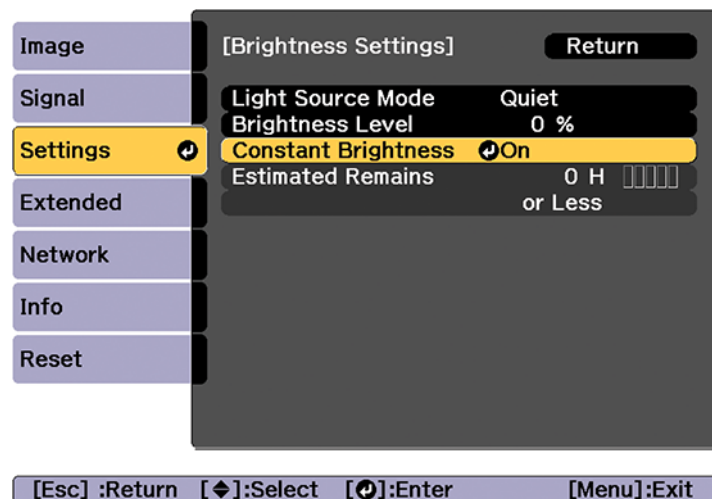 Image
Signal
Settings
Extended
Network
Info
Reset
[Brightness Settings] Return
Light Source Mode Quiet
Brightness Level 0 %
Constant Brightness On
Estimated Remains 0 H
or Less
[Esc] :Return [◆]:Select [↵]:Enter [Menu]:Exit